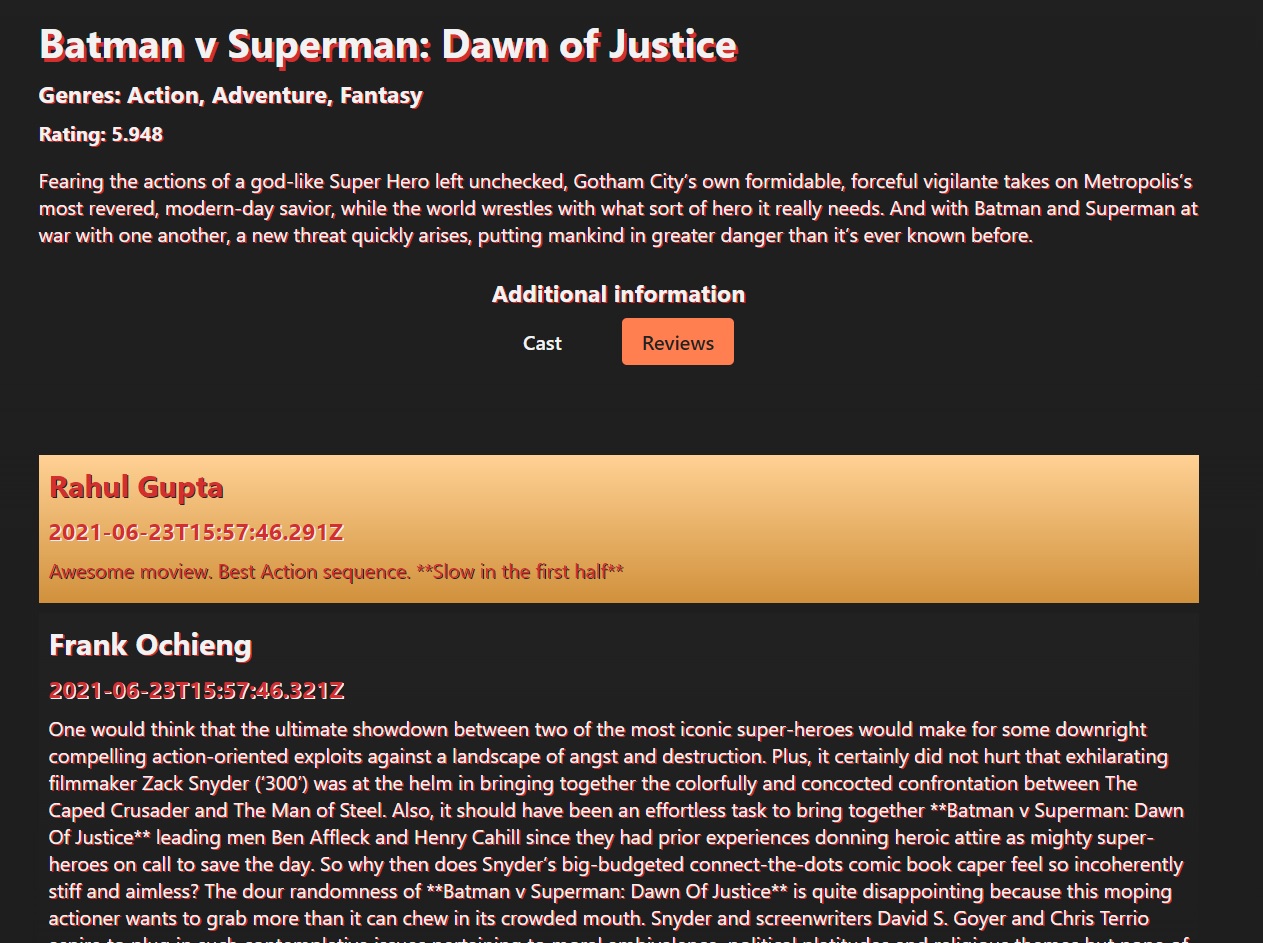 Batman v Superman: Dawn of Justice
Genres: Action, Adventure, Fantasy
Rating: 5.948
Fearing the actions of a god-like Super Hero left unchecked, Gotham City’s own formidable, forceful vigilante takes on Metropolis’s
most revered, modern-day savior, while the world wrestles with what sort of hero it really needs. And with Batman and Superman at
war with one another, a new threat quickly arises, putting mankind in greater danger than it’s ever known before.
Additional information
Cast Reviews
Rahul Gupta
2021-06-23T15:57:46.291Z
Awesome moview. Best Action sequence. **Slow in the first half**
Frank Ochieng
2021-06-23T15:57:46.321Z
One would think that the ultimate showdown between two of the most iconic super-heroes would make for some downright
compelling action-oriented exploits against a landscape of angst and destruction. Plus, it certainly did not hurt that exhilarating
filmmaker Zack Snyder (‘300’) was at the helm in bringing together the colorfully and concocted confrontation between The
Caped Crusader and The Man of Steel. Also, it should have been an effortless task to bring together **Batman v Superman: Dawn
Of Justice** leading men Ben Affleck and Henry Cahill since they had prior experiences donning heroic attire as mighty super-
heroes on call to save the day. So why then does Snyder’s big-budgeted connect-the-dots comic book caper feel so incoherently
stiff and aimless? The dour randomness of **Batman v Superman: Dawn Of Justice** is quite disappointing because this moping
actioner wants to grab more than it can chew in its crowded mouth. Snyder and screenwriters David S. Goyer and Chris Terrio